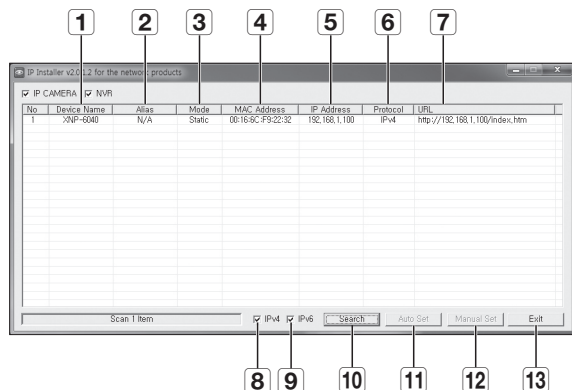 1 2 3 4 5 6 7
IP Installer v2.0.1.2 for the network products
IP CAMERA NVR
No Device Name Alias Mode MAC Address IP Address Protocol URL
1 XNP-6040 N/A Static 00:16:6C:F9:22:32 192,168,1,100 IPv4 http://192,168,1,100/index,htm
Scan 1 Item IPv4 IPv6 Search Auto Set Manual Set Exit
8 9 10 11 12 13